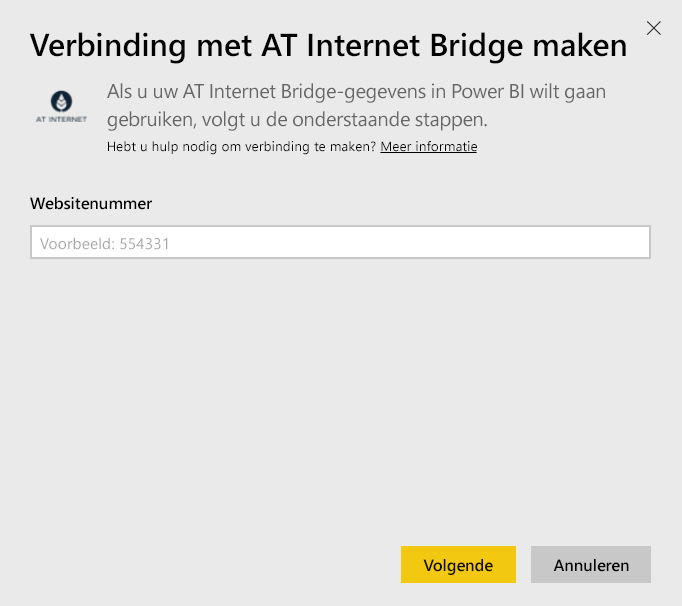 Verbinding met AT Internet Bridge maken
AT INTERNET
Als u uw AT Internet Bridge-gegevens in Power BI wilt gaan
gebruiken, volgt u de onderstaande stappen.
Hebt u hulp nodig om verbinding te maken? Meer informatie
Websitenummer
Voorbeeld: 554331
Volgende
Annuleren